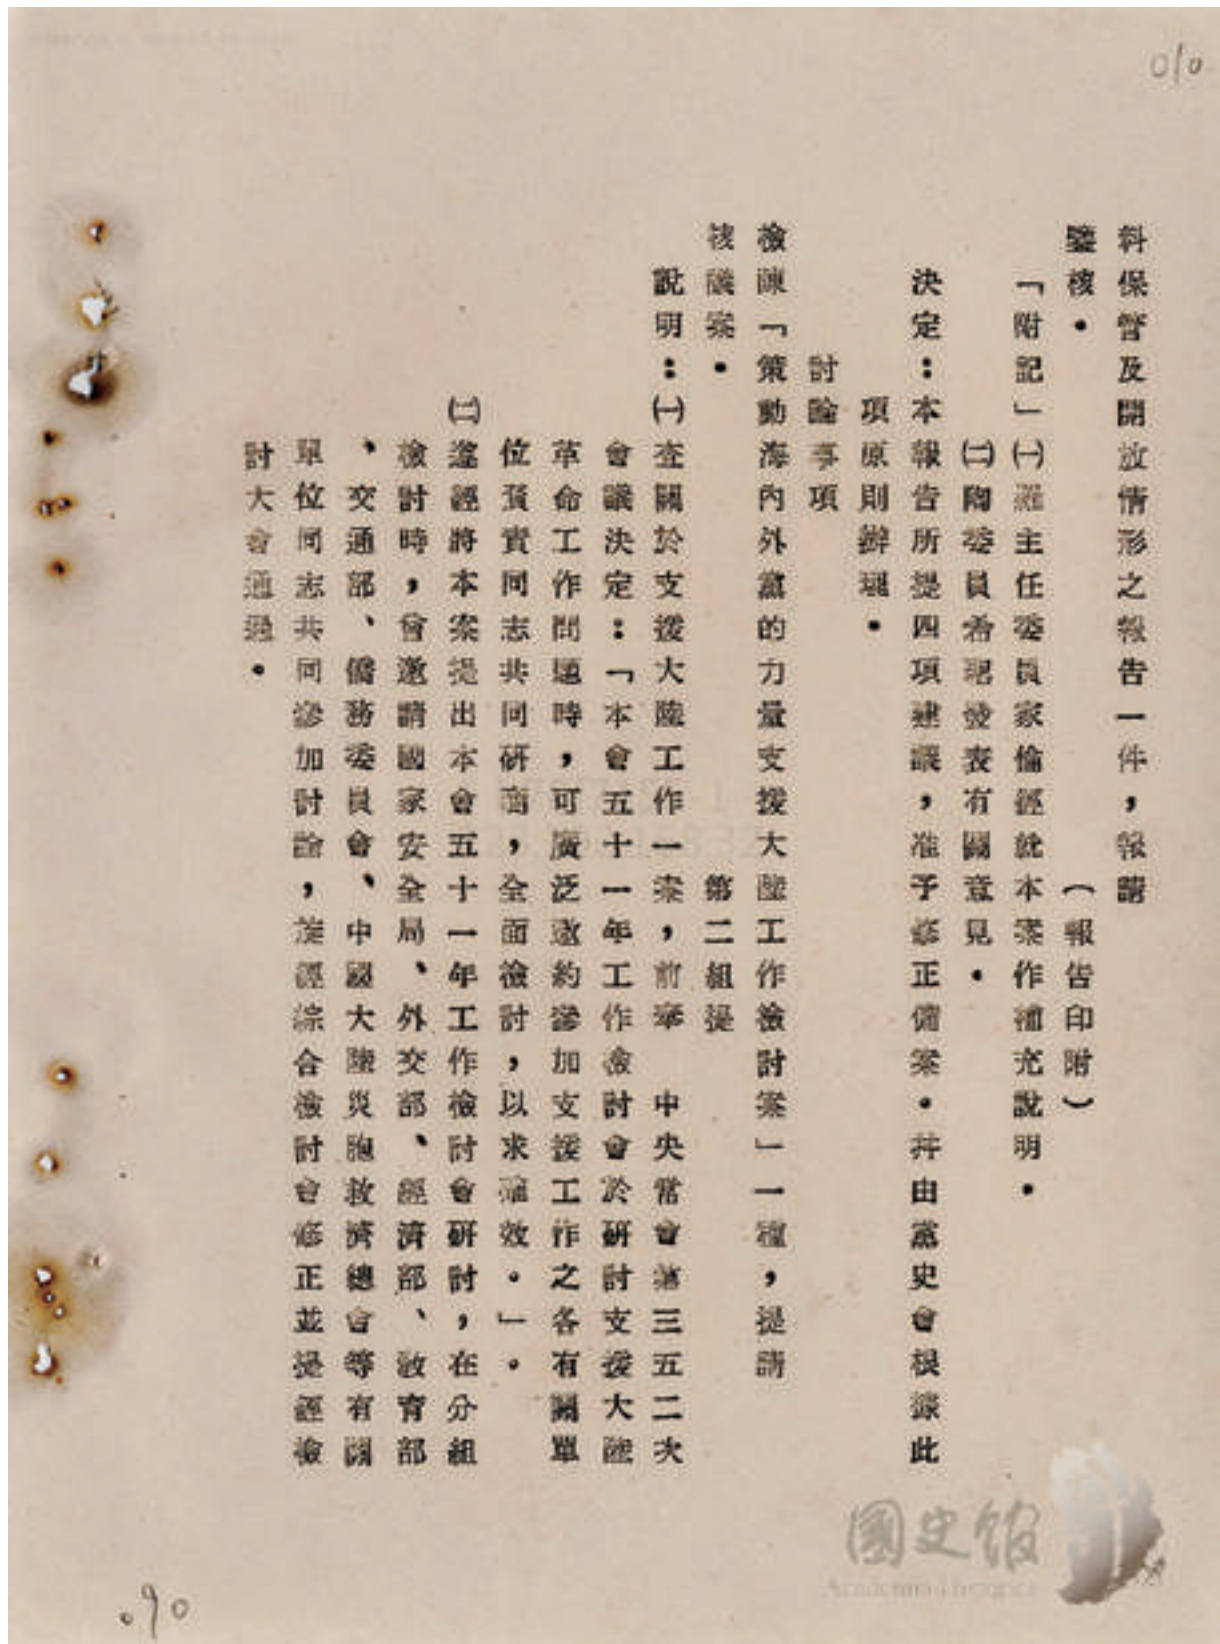 010
料保管及開放情形之報告一件，報請
鑒核。　　　　　　　　　　　　　（報告印附）
「附記」㈠羅主任委員家倫經就本案作補充說明。
㈡陶委員希聖發表有關意見。
決定：本報告所提四項建議，准予修正備案。并由黨史會根據此
項原則辦理。
討論事項
檢陳「策動海內外黨的力量支援大陸工作檢討案」一種，提請
核議案。　　　　　　　　　　　　　第二組提
說明：㈠查關於支援大陸工作一案，前奉　中央常會第三五二次
會議決定：「本會五十一年工作檢討會於研討支援大陸
革命工作問題時，可廣泛邀約參加支援工作之各有關單
位負責同志共同研商，全面檢討，以求確效。」。
㈡遵經將本案提出本會五十一年工作檢討會研討，在分組
檢討時，曾邀請國家安全局、外交部、經濟部、教育部
、交通部、僑務委員會、中國大陸災胞救濟總會等有關
單位同志共同參加討論，旋經綜合檢討會修正並提經檢
討大會通過。
國史館
Academia Historica
090